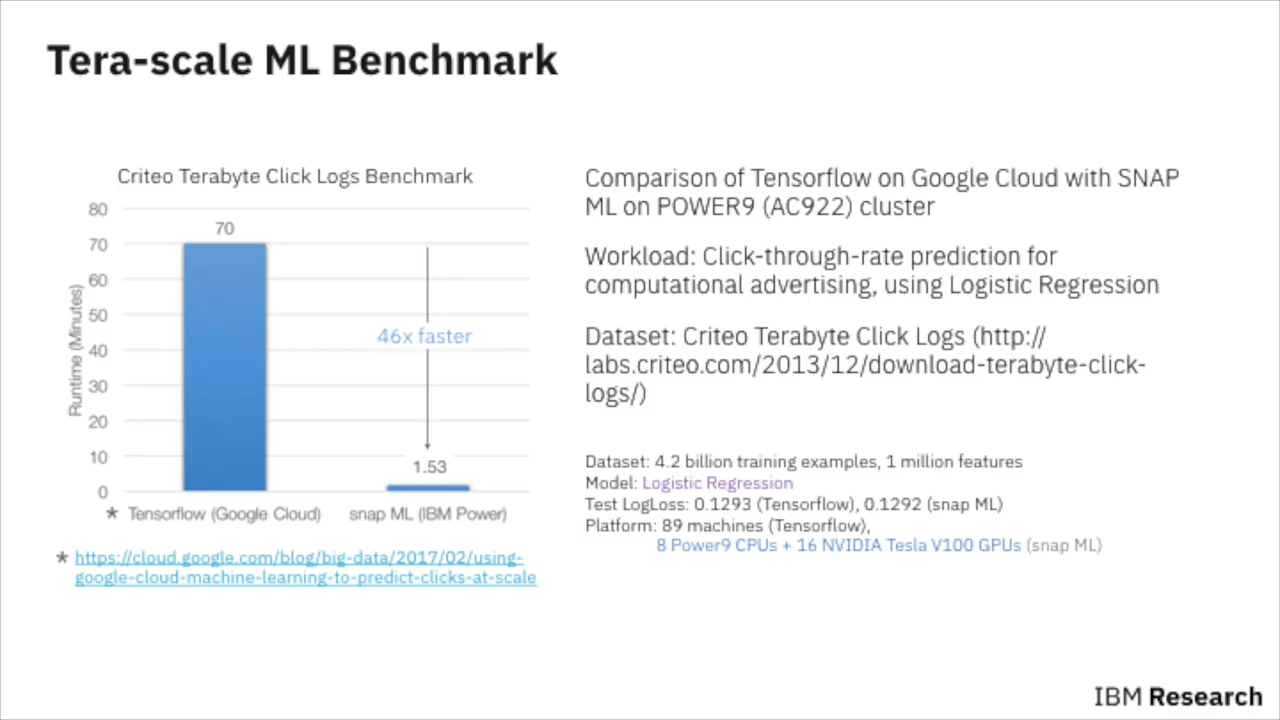 Tera-scale ML Benchmark
Criteo Terabyte Click Logs Benchmark
80
70
60
50
40
30
20
10
0
Runtime (Minutes)
70
46x faster
1.53
* Tensorflow (Google Cloud)
snap ML (IBM Power)
* https://cloud.google.com/blog/big-data/2017/02/using-
google-cloud-machine-learning-to-predict-clicks-at-scale
Comparison of Tensorflow on Google Cloud with SNAP
ML on POWER9 (AC922) cluster
Workload: Click-through-rate prediction for
computational advertising, using Logistic Regression
Dataset: Criteo Terabyte Click Logs (http://
labs.criteo.com/2013/12/download-terabyte-click-
logs/)
Dataset: 4.2 billion training examples, 1 million features
Model: Logistic Regression
Test LogLoss: 0.1293 (Tensorflow), 0.1292 (snap ML)
Platform: 89 machines (Tensorflow),
8 Power9 CPUs + 16 NVIDIA Tesla V100 GPUs (snap ML)
IBM Research